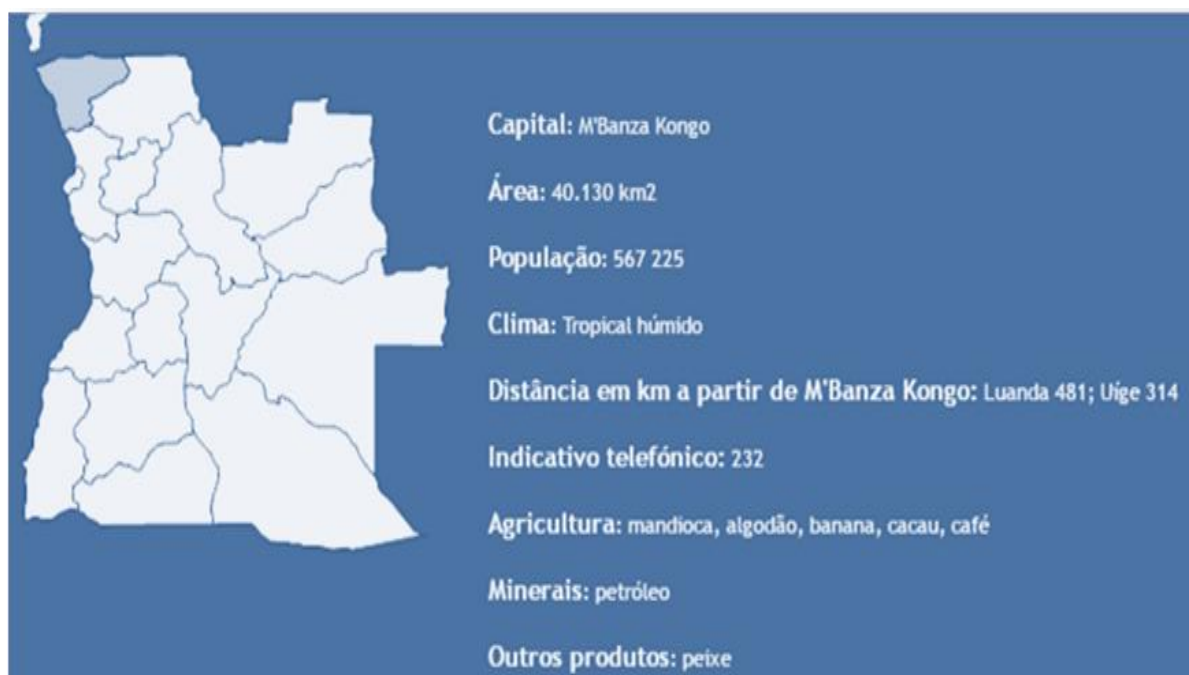 Capital: M'Banza Kongo
Área: 40.130 km2
População: 567 225
Clima: Tropical húmido
Distância em km a partir de M'Banza Kongo: Luanda 481; Uíge 314
Indicativo telefónico: 232
Agricultura: mandioca, algodão, banana, cacau, café
Minerais: petróleo
Outros produtos: peixe